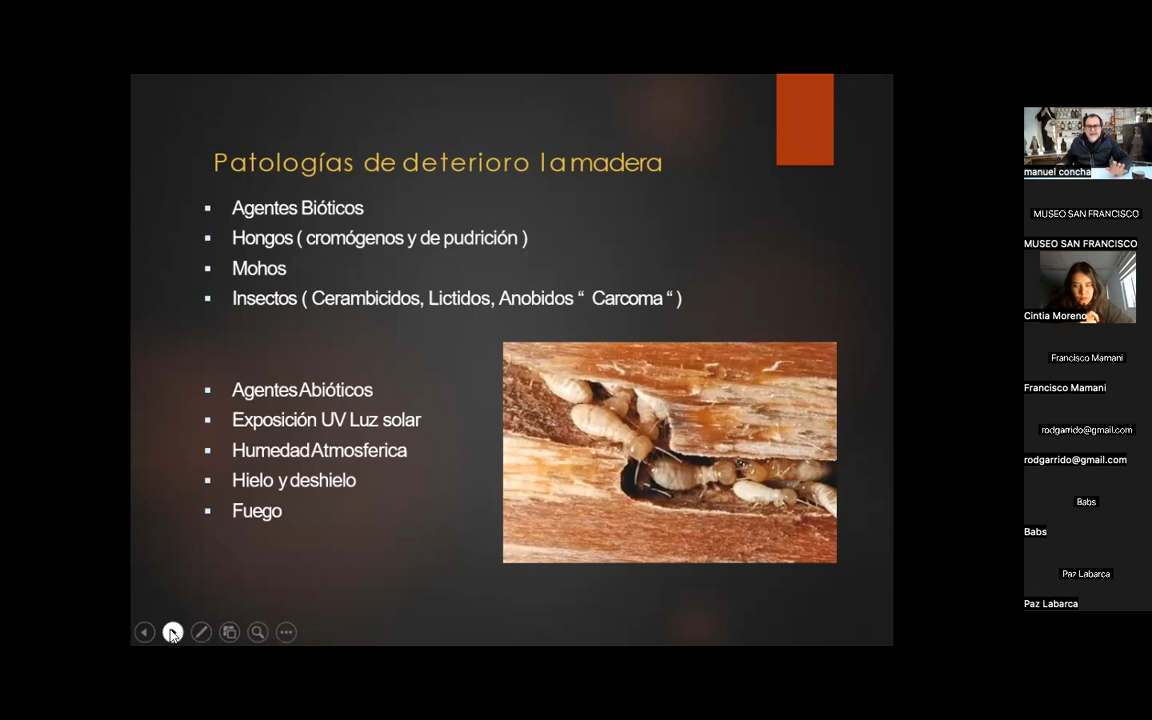 Patologías de deterioro la madera
Agentes Bióticos
Hongos ( cromógenos y de pudrición )
Mohos
Insectos ( Cerambicidos, Lictidos, Anobidos “ Carcoma “ )
Agentes Abióticos
Exposición UV Luz solar
Humedad Atmosferica
Hielo y deshielo
Fuego
manuel concha
MUSEO SAN FRANCISCO
MUSEO SAN FRANCISCO
Cintia Moreno
Francisco Mamani
Francisco Mamani
rodgarrido@gmail.com
rodgarrido@gmail.com
Babs
Babs
Paz Labarca
Paz Labarca